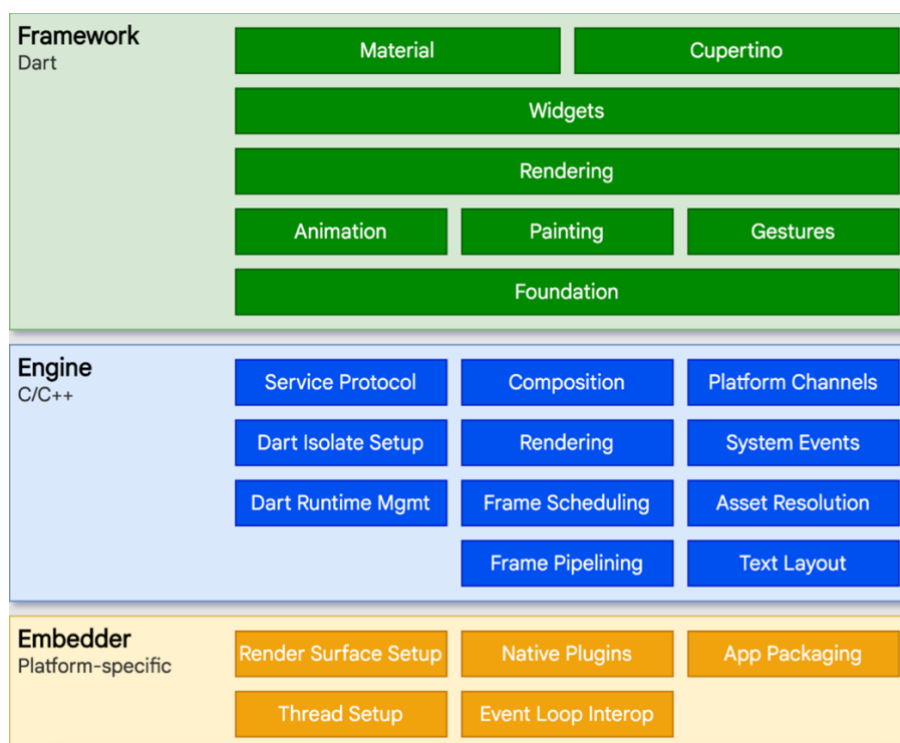 Framework
Dart
Material
Cupertino
Widgets
Rendering
Animation
Painting
Gestures
Foundation
Engine
C/C++
Service Protocol
Composition
Platform Channels
Dart Isolate Setup
Rendering
System Events
Dart Runtime Mgmt
Frame Scheduling
Asset Resolution
Frame Pipelining
Text Layout
Embedder
Platform-specific
Render Surface Setup
Native Plugins
App Packaging
Thread Setup
Event Loop Interop